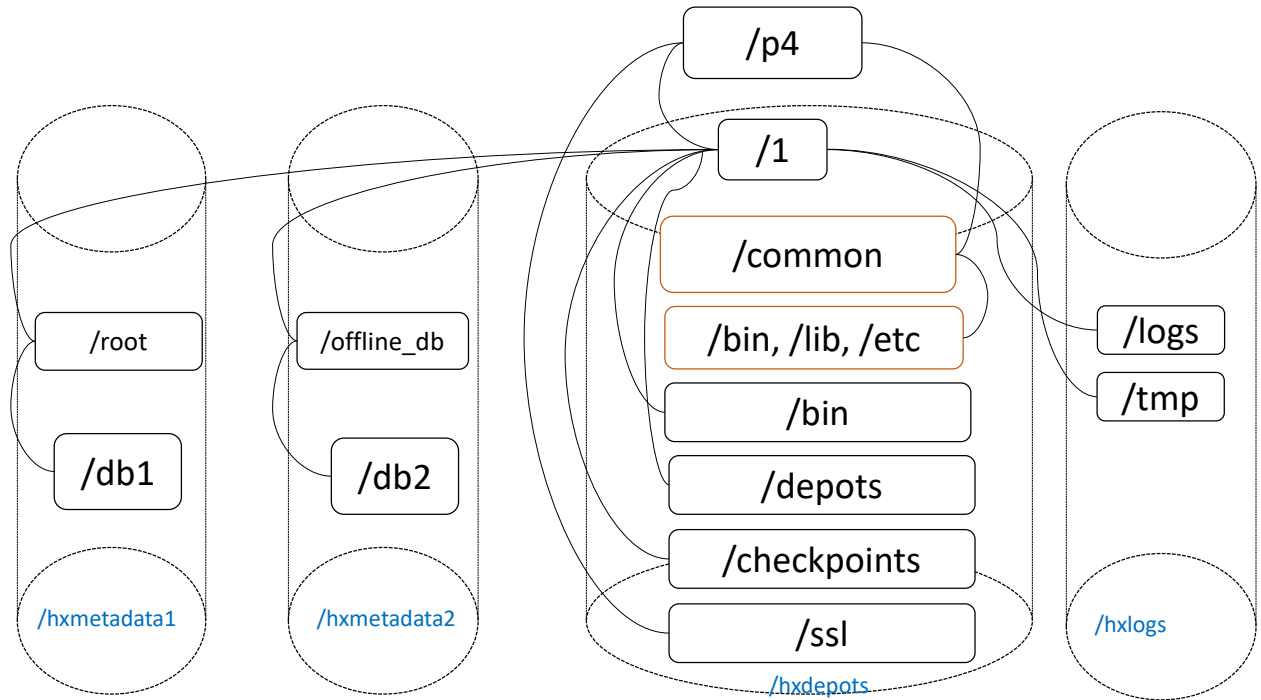 /p4
/1
/common
/root
/offline_db
/bin, /lib, /etc
/logs
/tmp
/bin
/db1
/db2
/depots
/checkpoints
/hxmetadata1
/hxmetadata2
/ssl
/hxlogs
/hxdepots